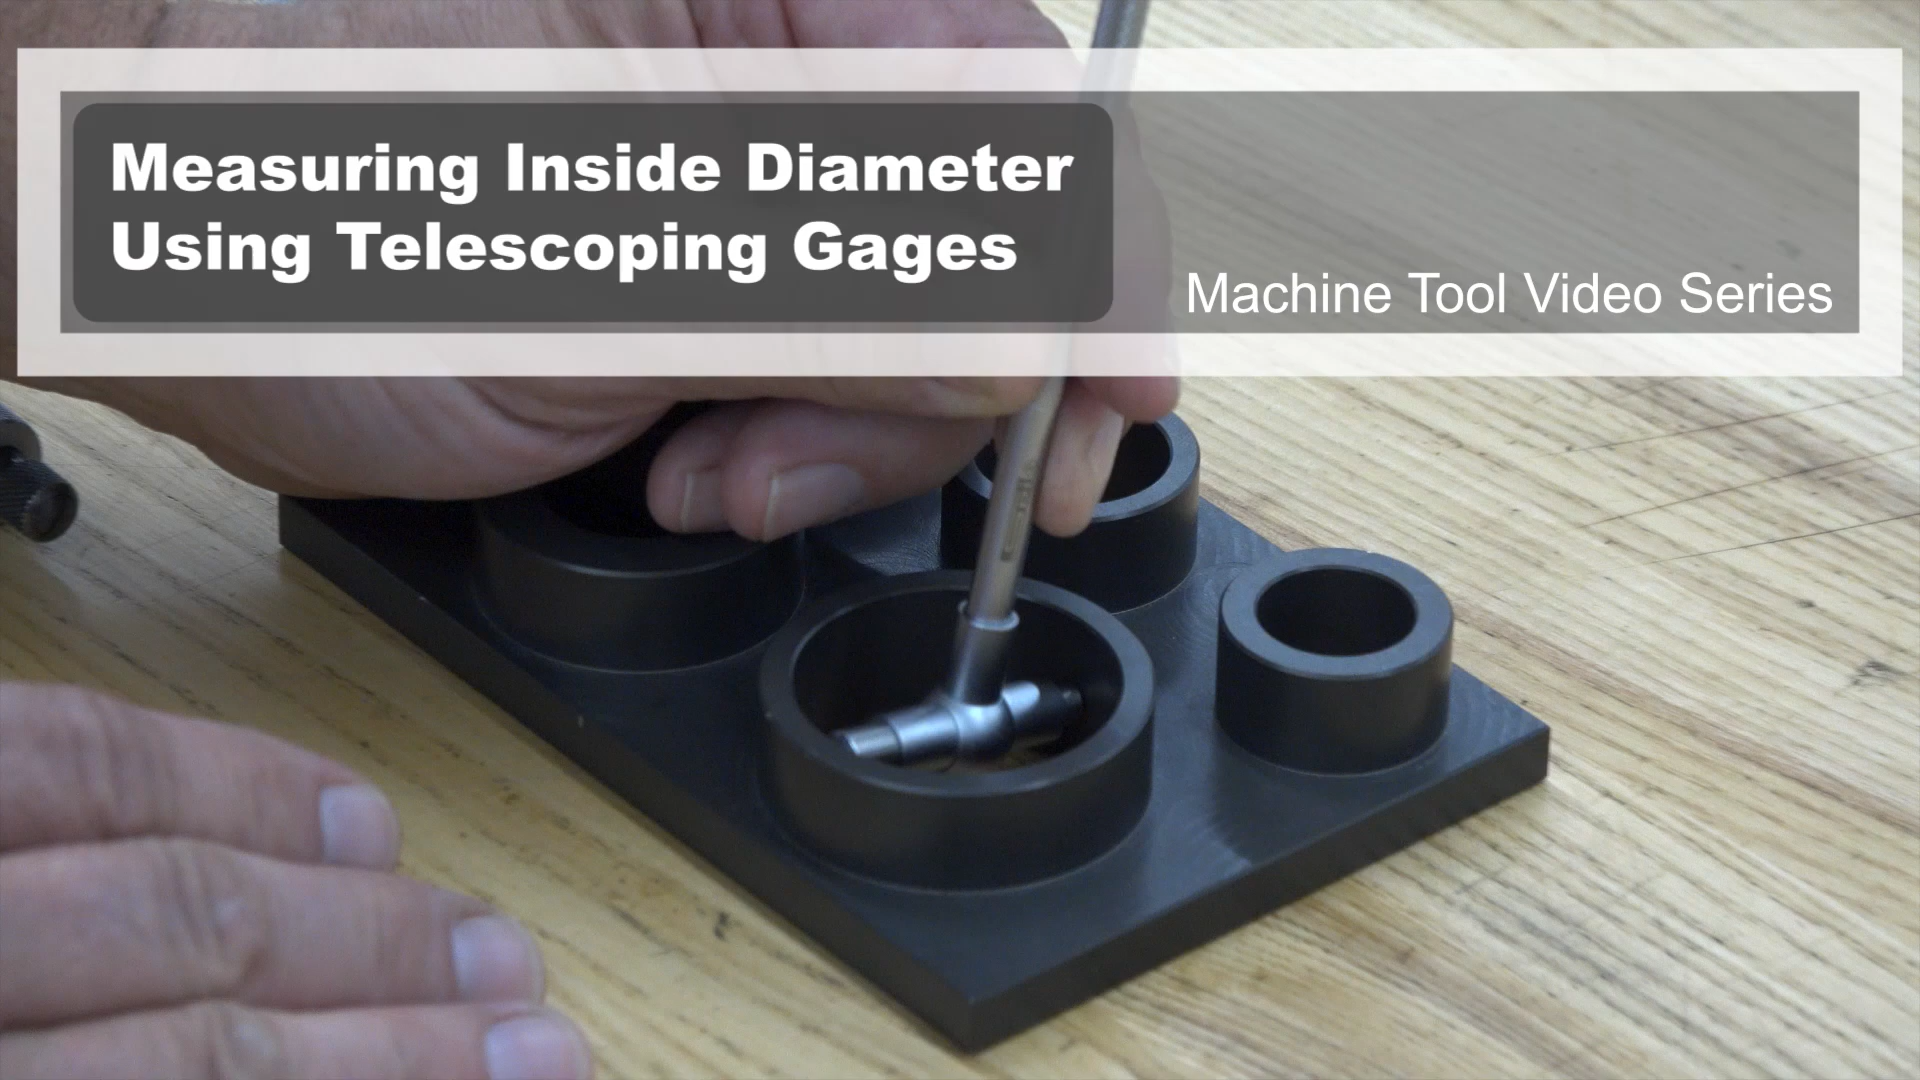 Measuring Inside Diameter
Using Telescoping Gages
Machine Tool Video Series